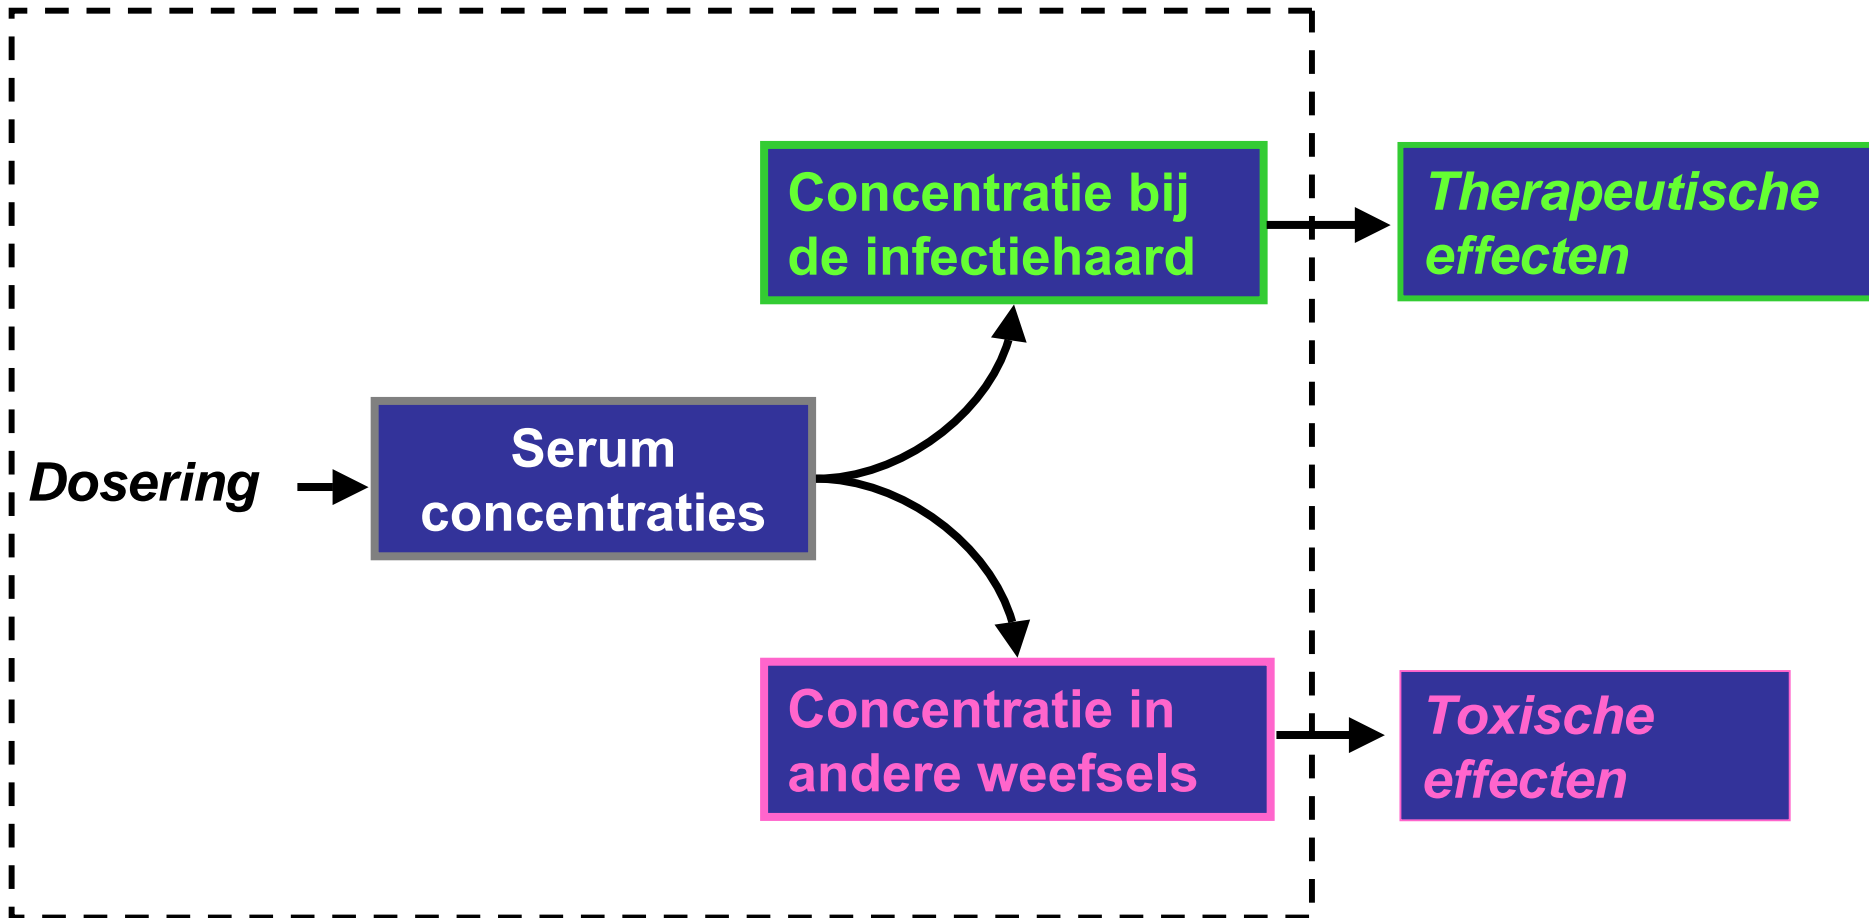 Concentratie bij
de infectiehaard
Therapeutische
effecten
Serum
concentraties
Dosering
Concentratie in
andere weefsels
Toxische
effecten